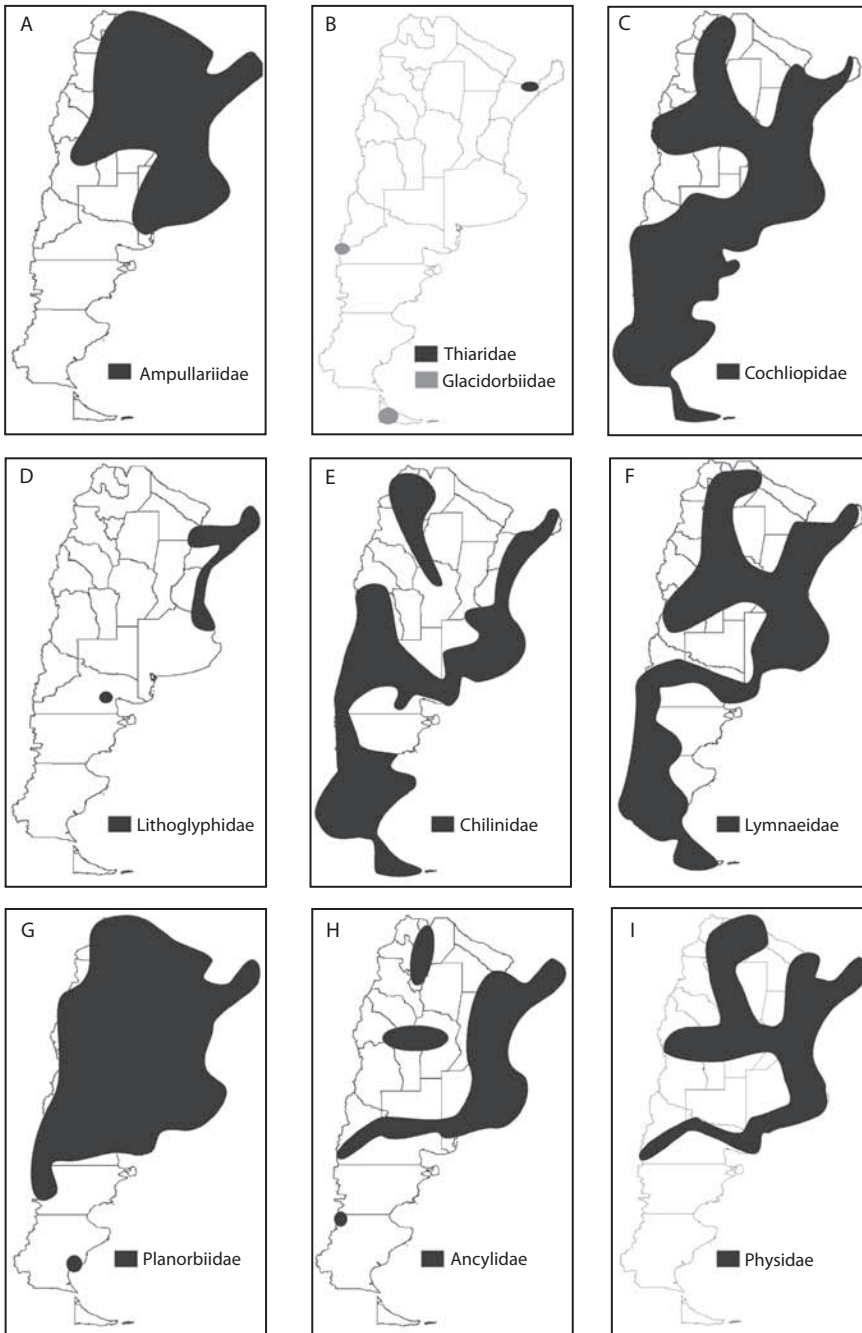 A
Ampullariidae
B
Thiaridae
Glacidorbiidae
C
Cochliopidae
D
Lithoglyphidae
E
Chilinidae
F
Lymnaeidae
G
Planorbiidae
H
Ancylidae
I
Physidae